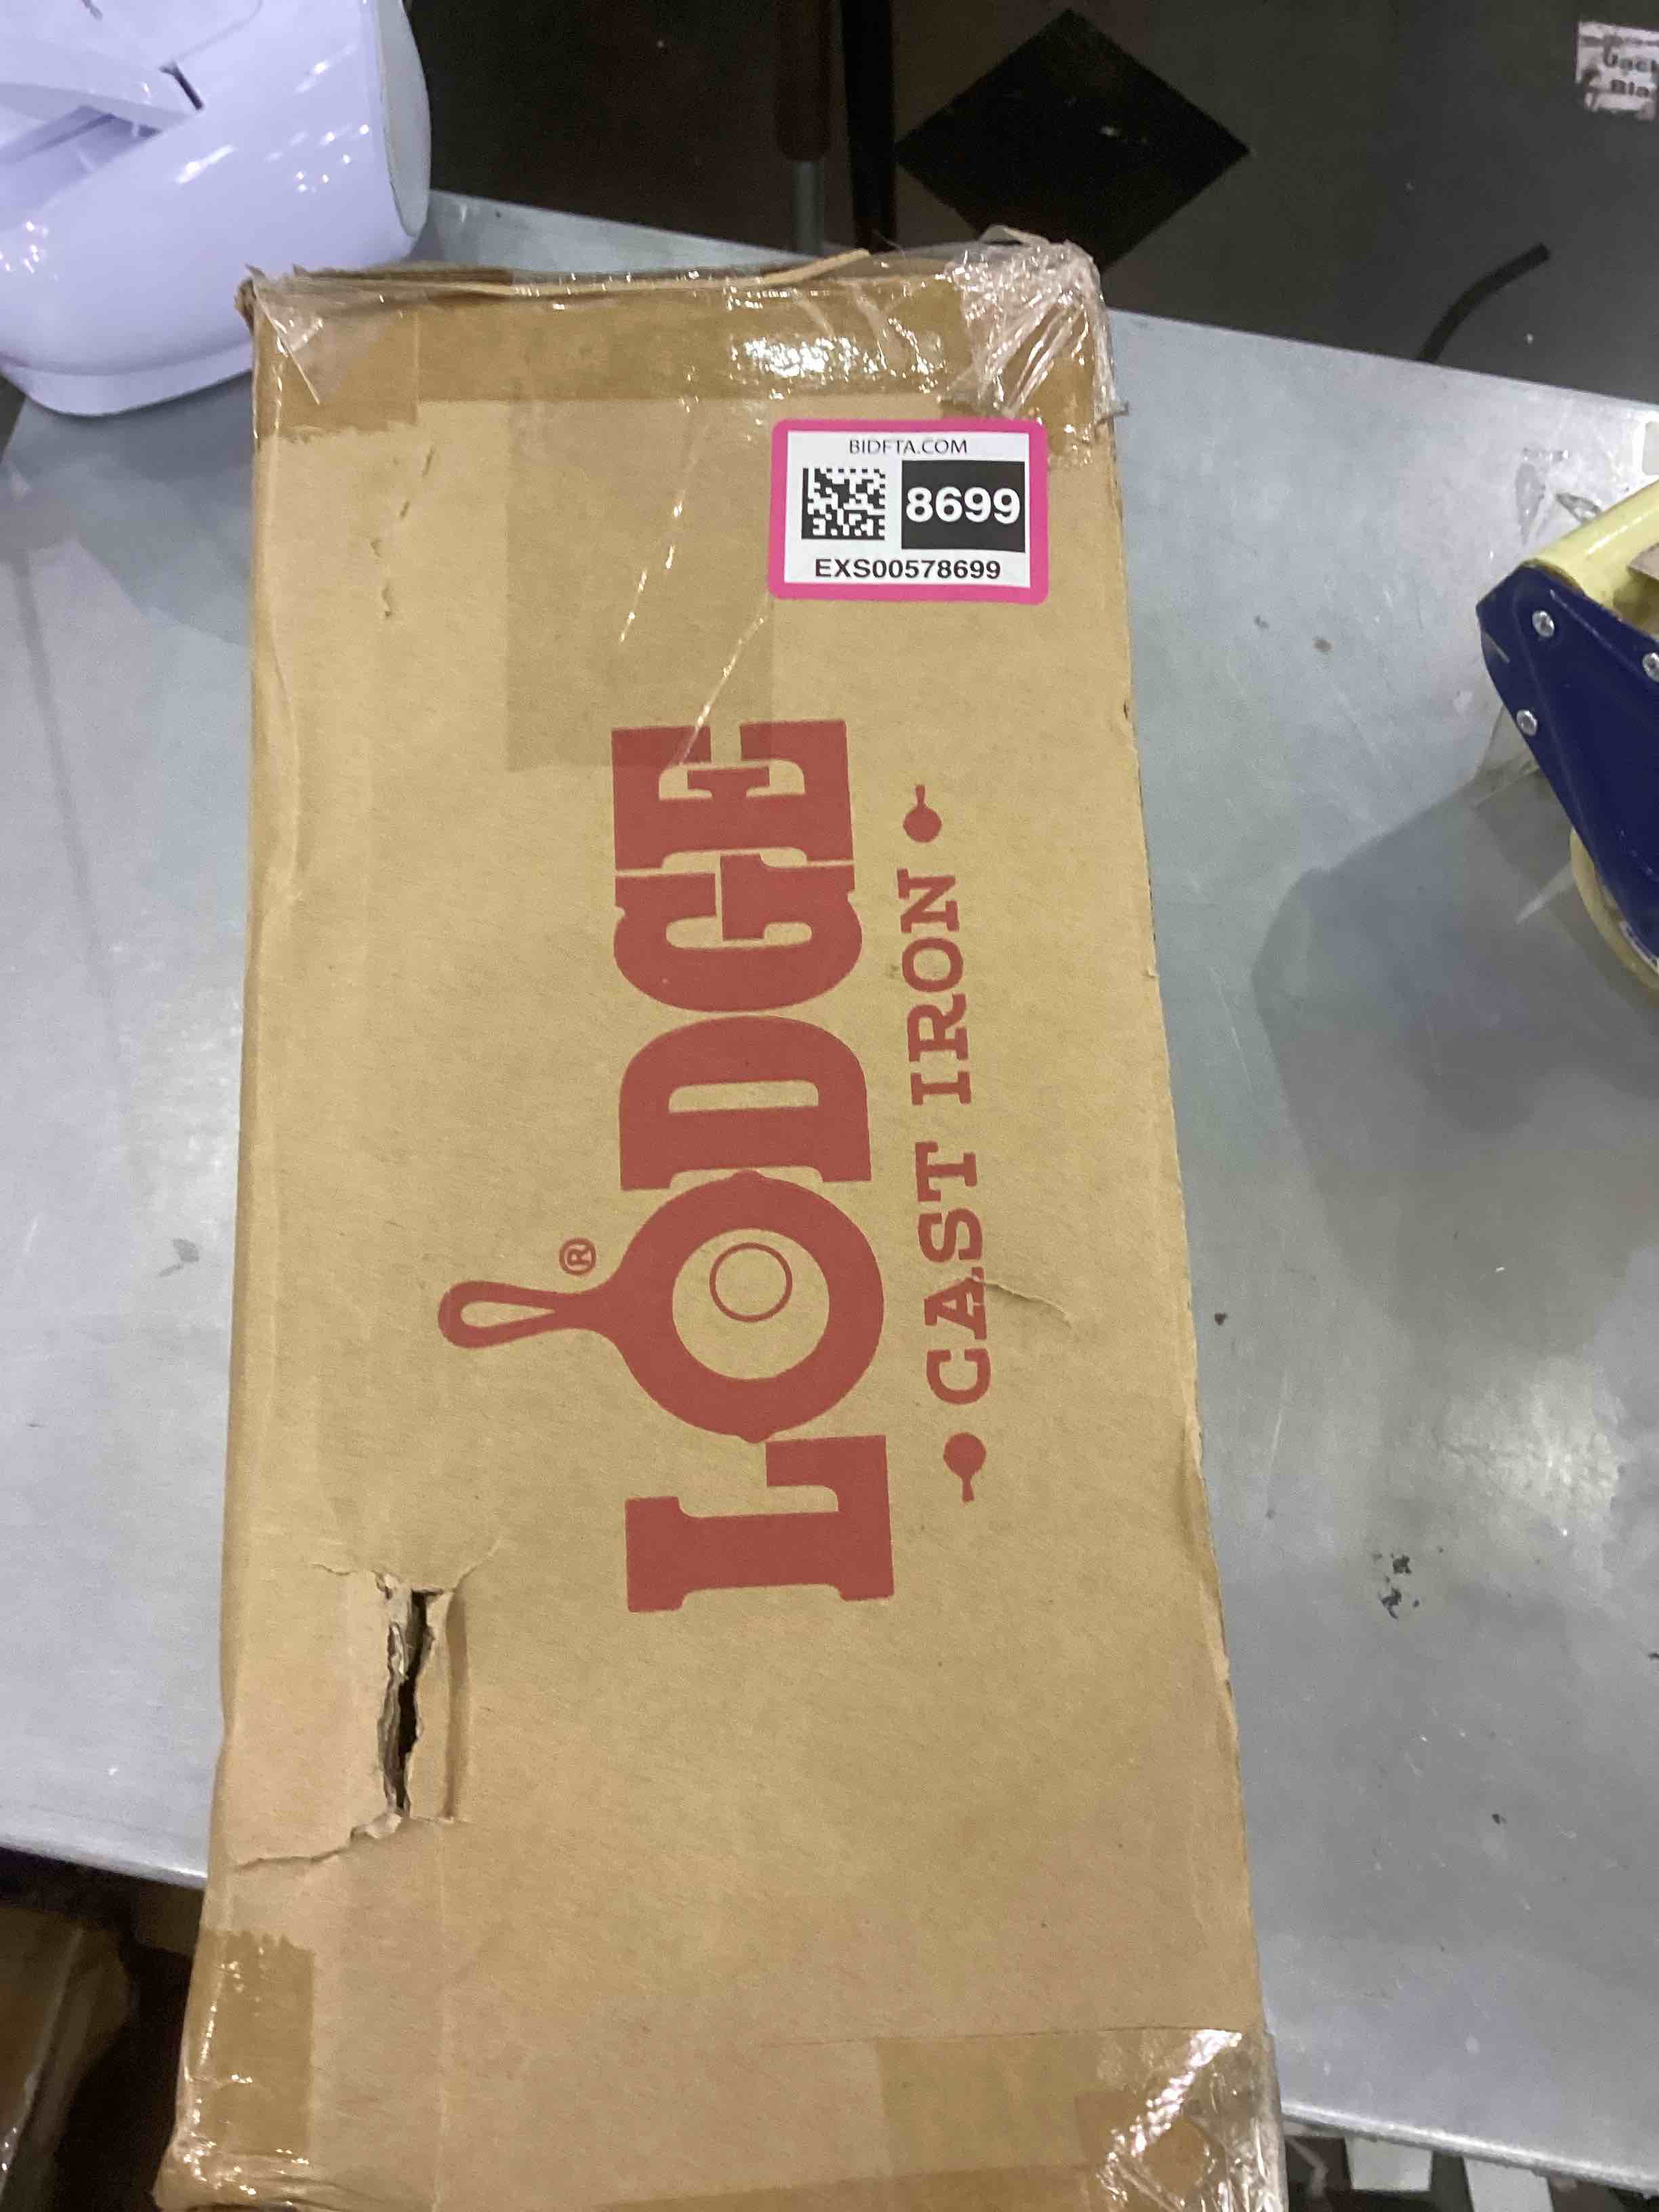 BIDFTA.COM
8699
EXS00578699
LODGE®
CAST IRON